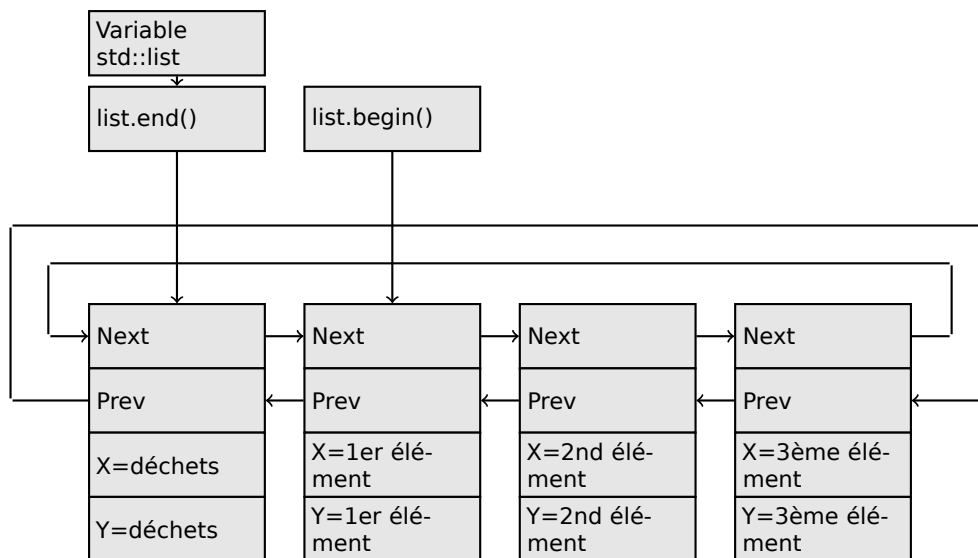 Variable
std::list
list.end()
list.begin()
Next
Next
Next
Next
Prev
Prev
Prev
Prev
X=déchets
X=1er élé-
ment
X=2nd élé-
ment
X=3ème élé-
ment
Y=déchets
Y=1er élé-
ment
Y=2nd élé-
ment
Y=3ème élé-
ment